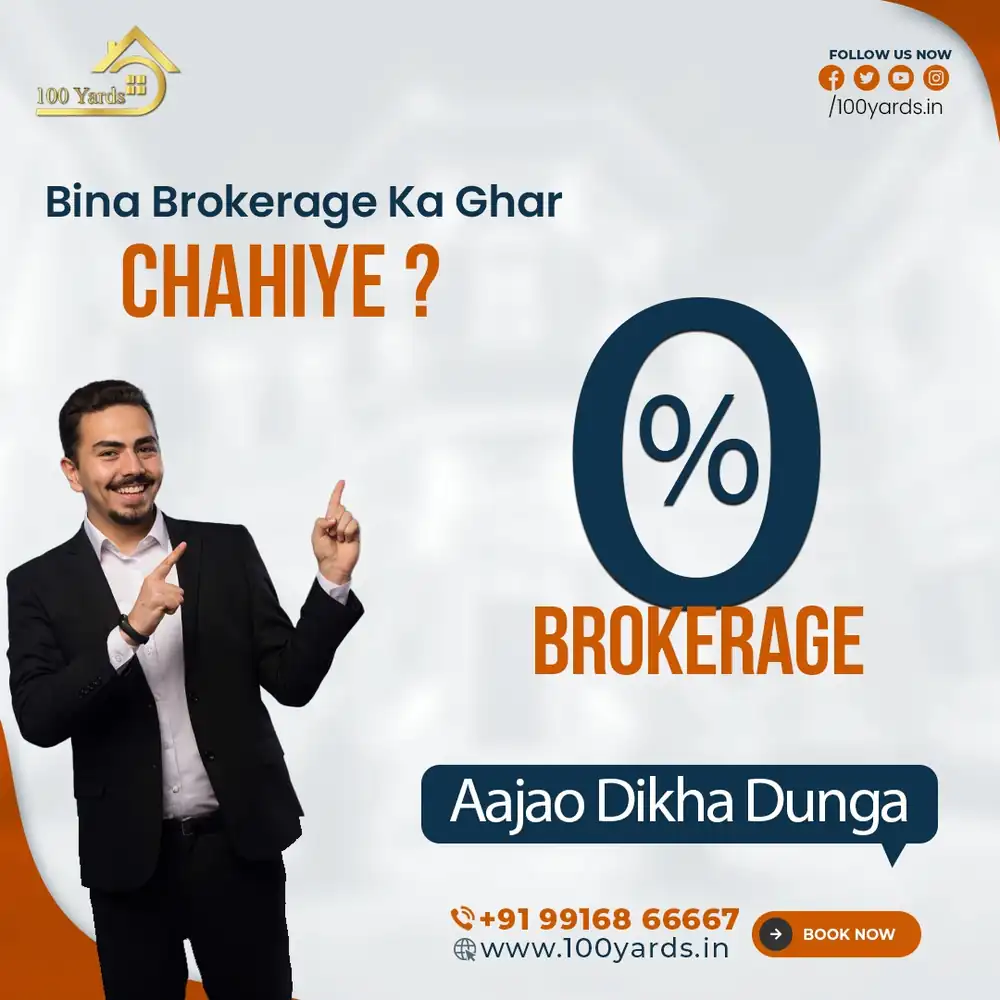 100 Yards
FOLLOW US NOW
/100yards.in
Bina Brokerage Ka Ghar
CHAHIYE ?
0
%
BROKERAGE
Aajao Dikha Dunga
+91 99168 66667
www.100yards.in
BOOK NOW